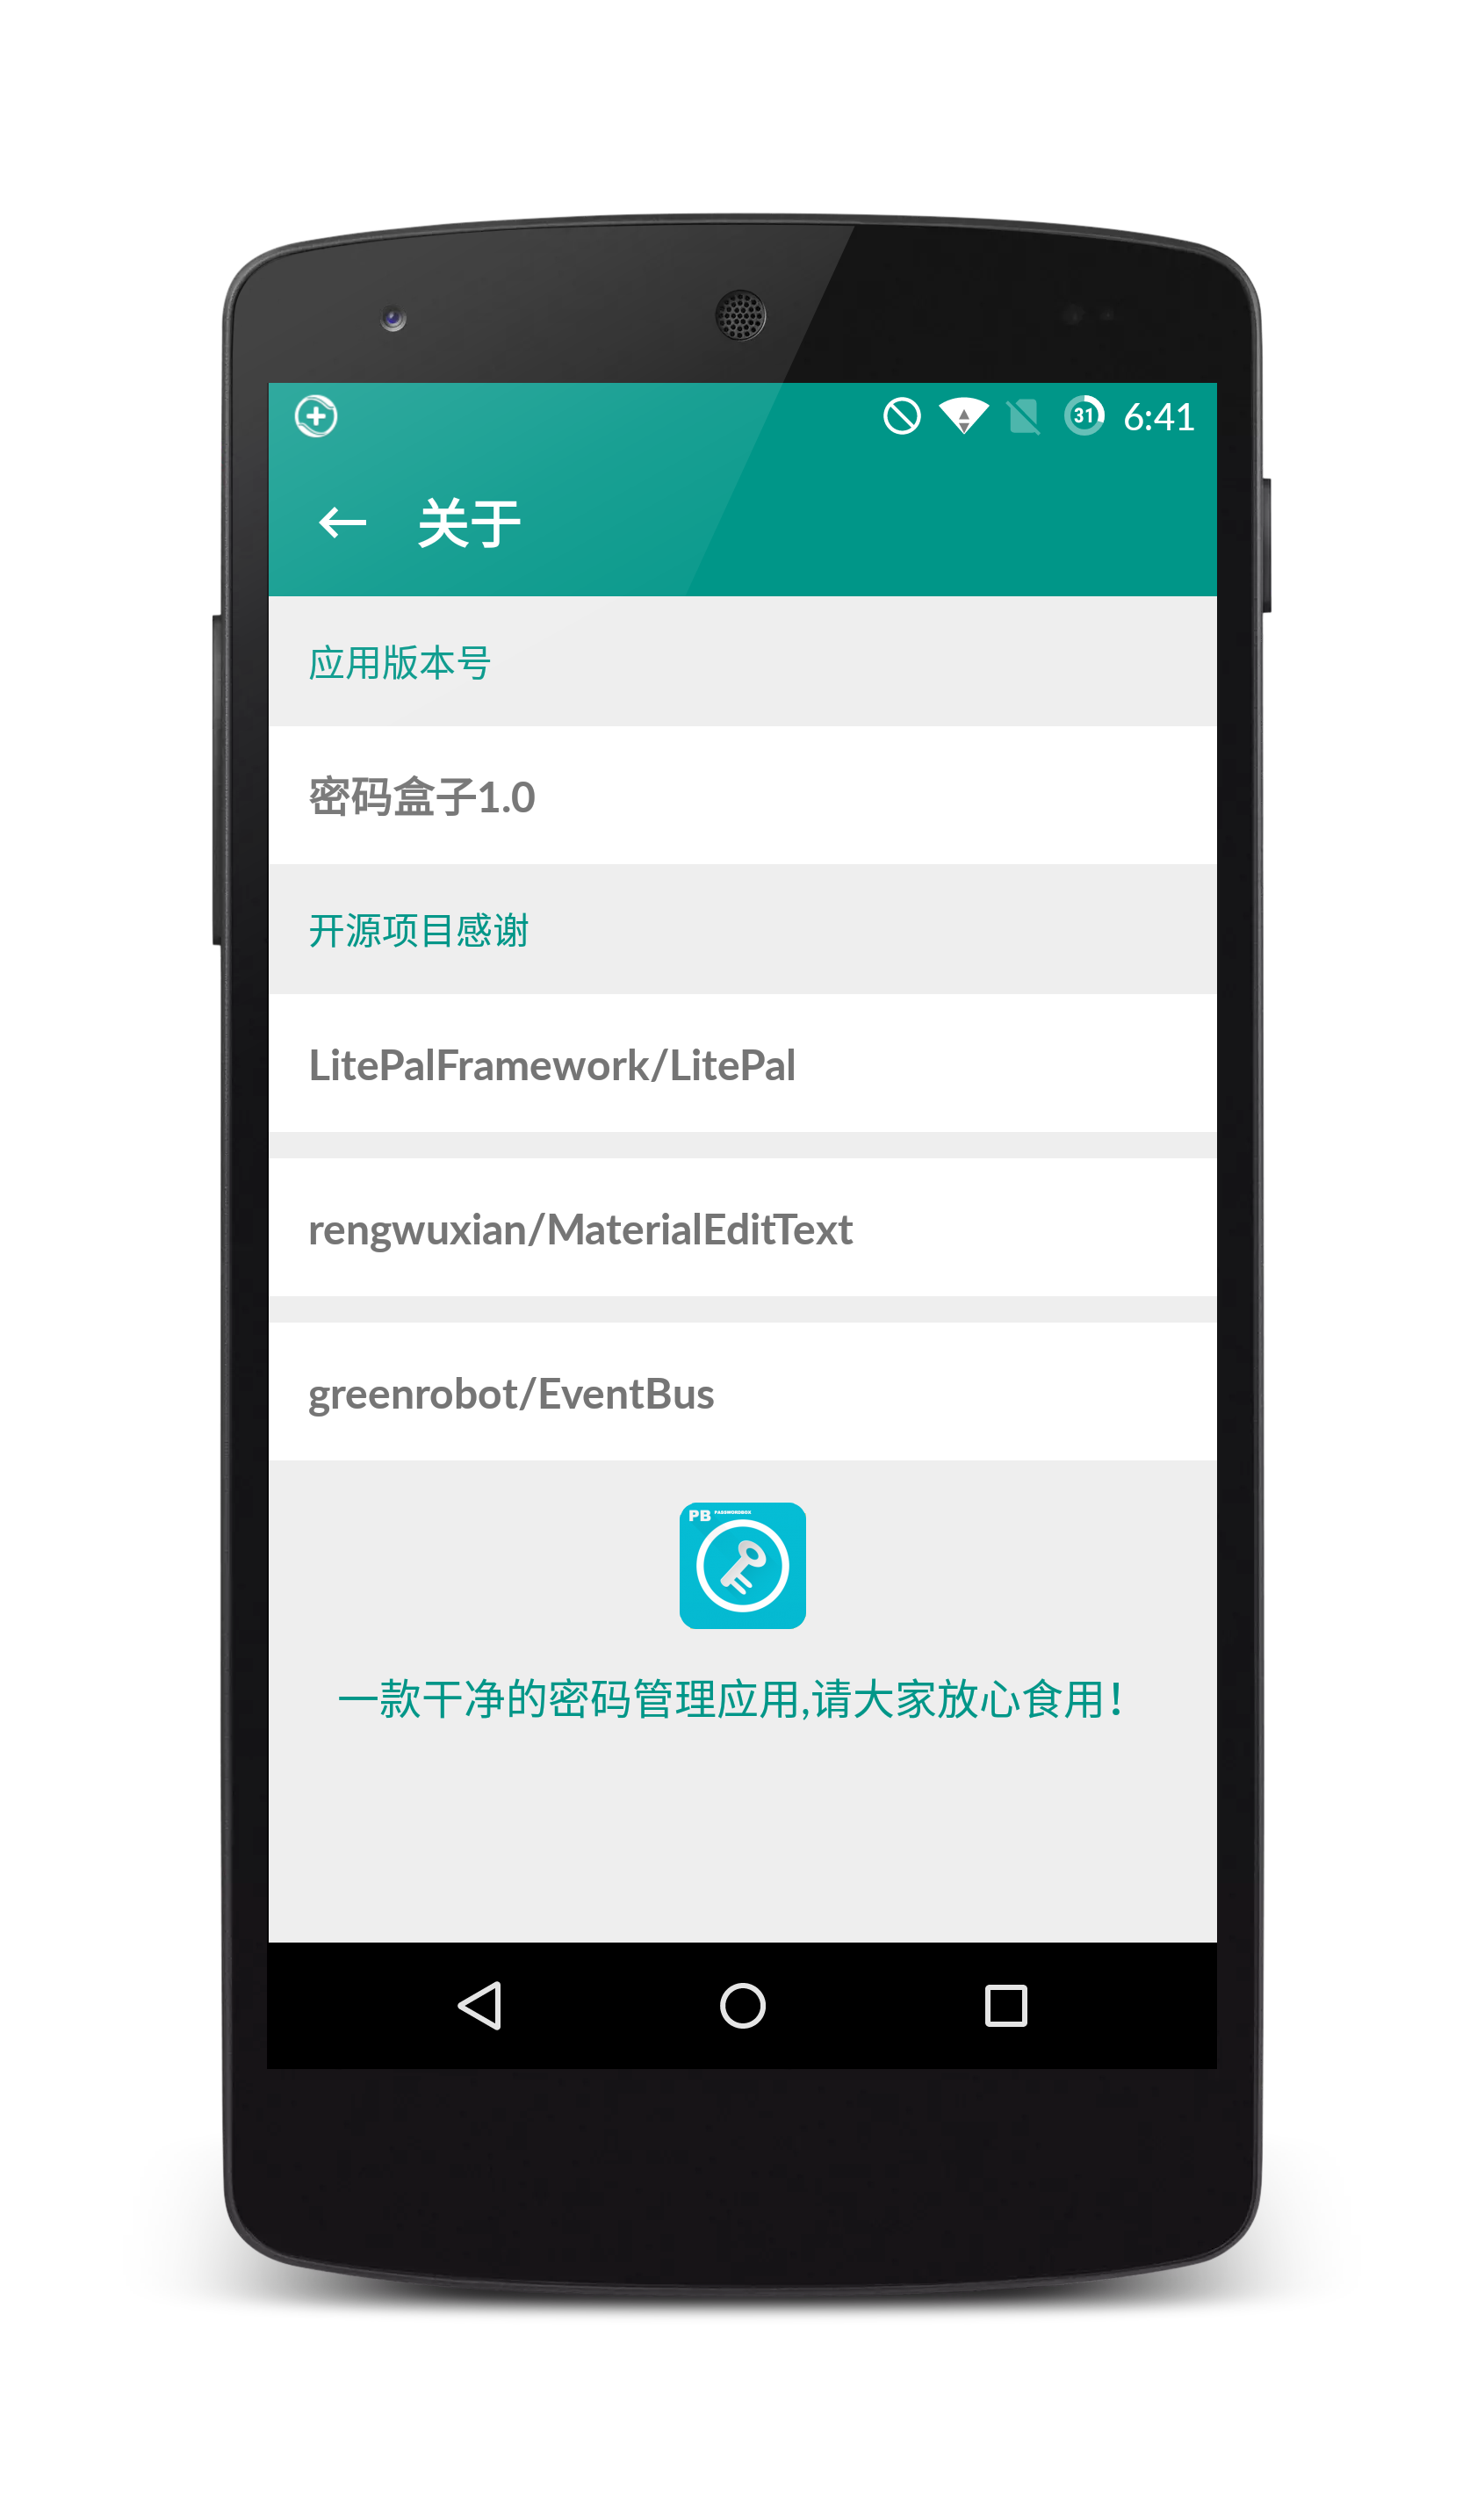 31 6:41
关于
应用版本号
密码盒子1.0
开源项目感谢
LitePalFramework/LitePal
rengwuxian/MaterialEditText
greenrobot/EventBus
PB PASSWORDBOX
一款干净的密码管理应用,请大家放心食用!